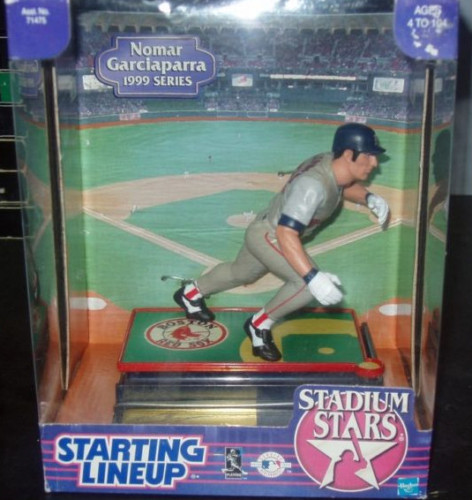 Asst. No.
71475
AGES
4 TO 104
Nomar
Garciaparra
1999 SERIES
BOSTON
RED SOX
STADIUM
STARS
STARTING
LINEUP
Hasbro